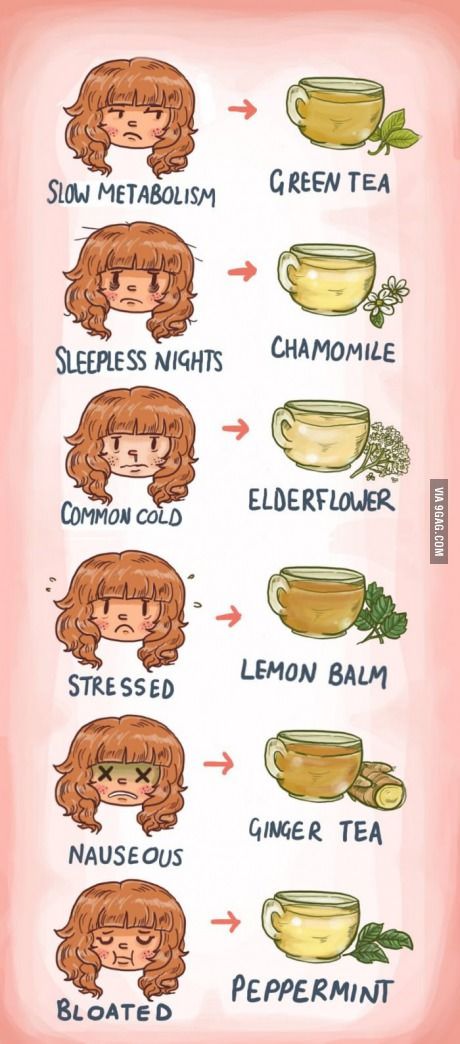 SLOW METABOLISM
GREEN TEA
SLEEPLESS NIGHTS
CHAMOMILE
COMMON COLD
ELDERFLOWER
VIA 9GAG.COM
STRESSED
LEMON BALM
NAUSEOUS
GINGER TEA
BLOATED
PEPPERMINT